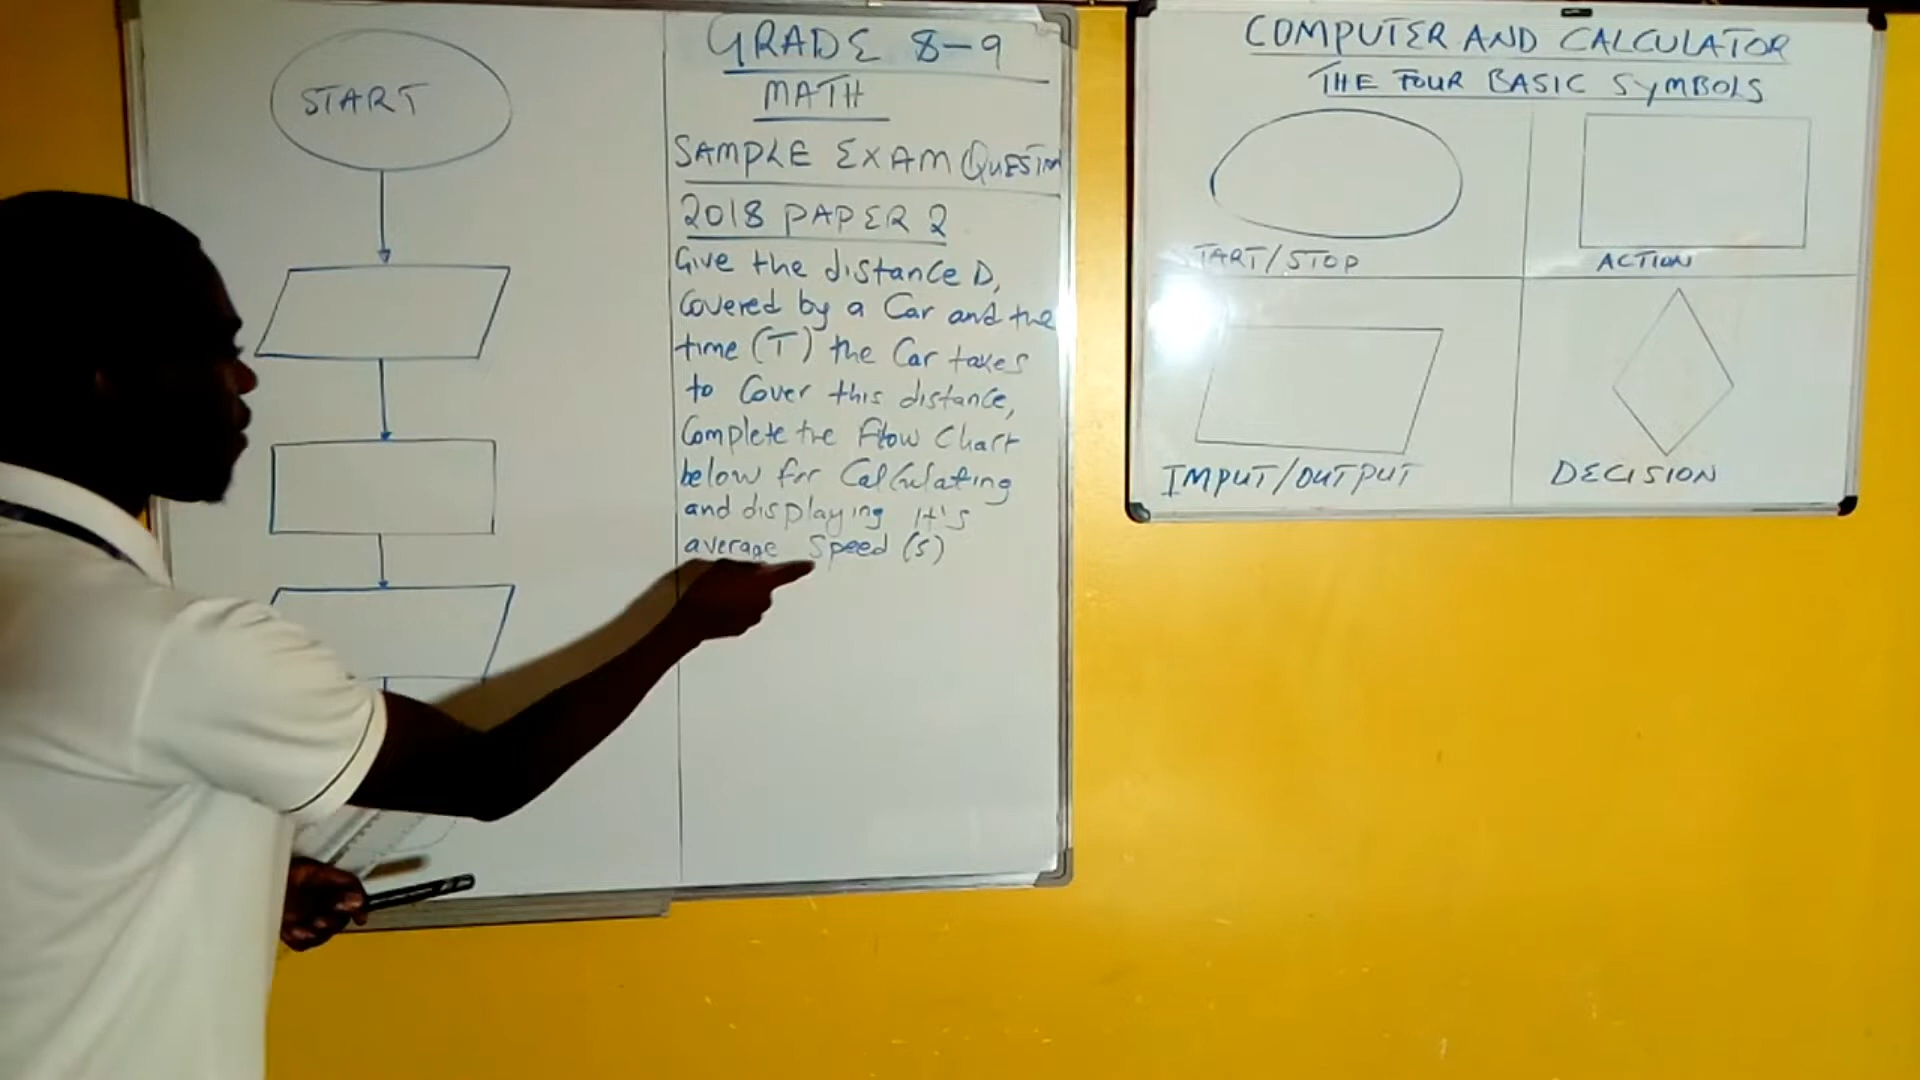 START
GRADE 8-9
MATH
SAMPLE EXAM QUESTIN
2018 PAPER 2
Give the distance D,
Covered by a Car and the
time (T) the Car takes
to Cover this distance,
Complete the Flow Chart
below for Calculating
and displaying it's
average Speed (S)
COMPUTER AND CALCULATOR
THE FOUR BASIC SYMBOLS
TART/STOP
ACTION
IMPUT/OUTPUT
DECISION